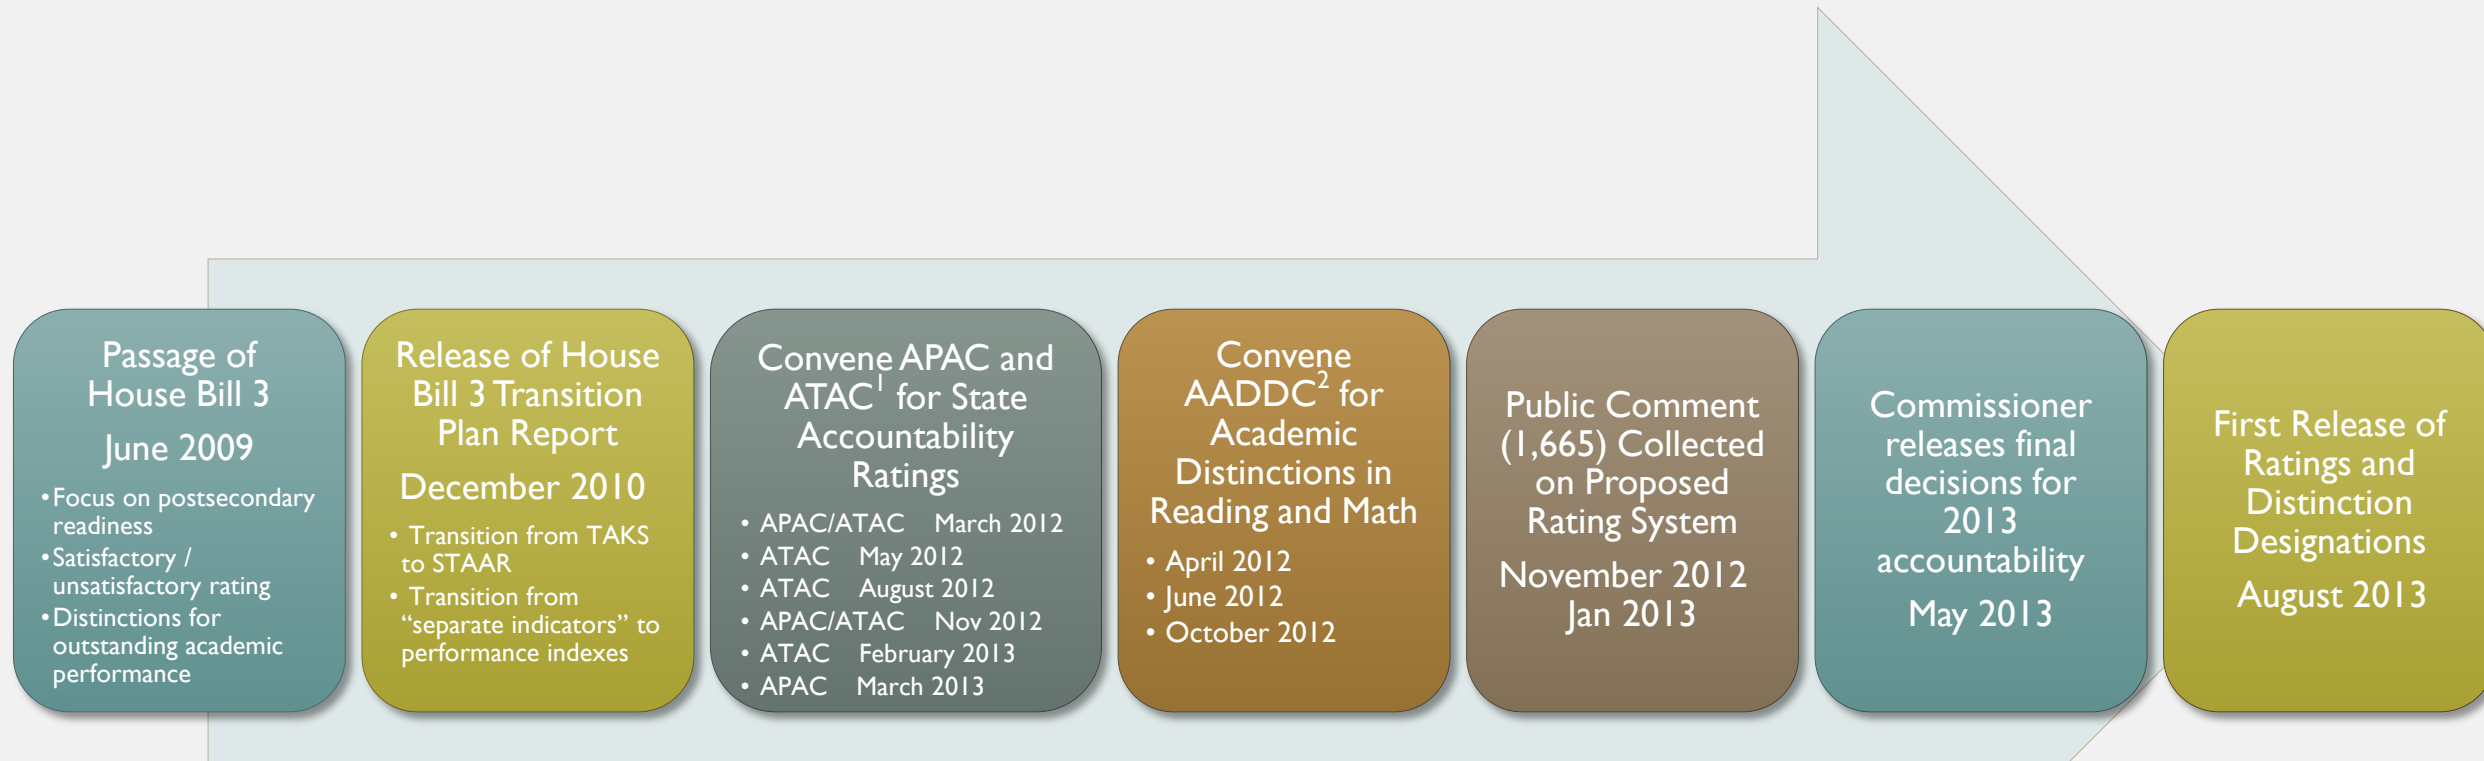 Passage of
House Bill 3
June 2009
•Focus on postsecondary
readiness
•Satisfactory /
unsatisfactory rating
•Distinctions for
outstanding academic
performance
Release of House
Bill 3 Transition
Plan Report
December 2010
• Transition from TAKS
to STAAR
• Transition from
“separate indicators” to
performance indexes
Convene APAC and
ATAC¹ for State
Accountability
Ratings
• APAC/ATAC March 2012
• ATAC May 2012
• ATAC August 2012
• APAC/ATAC Nov 2012
• ATAC February 2013
• APAC March 2013
Convene
AADDC² for
Academic
Distinctions in
Reading and Math
• April 2012
• June 2012
• October 2012
Public Comment
(1,665) Collected
on Proposed
Rating System
November 2012
Jan 2013
Commissioner
releases final
decisions for
2013
accountability
May 2013
First Release of
Ratings and
Distinction
Designations
August 2013